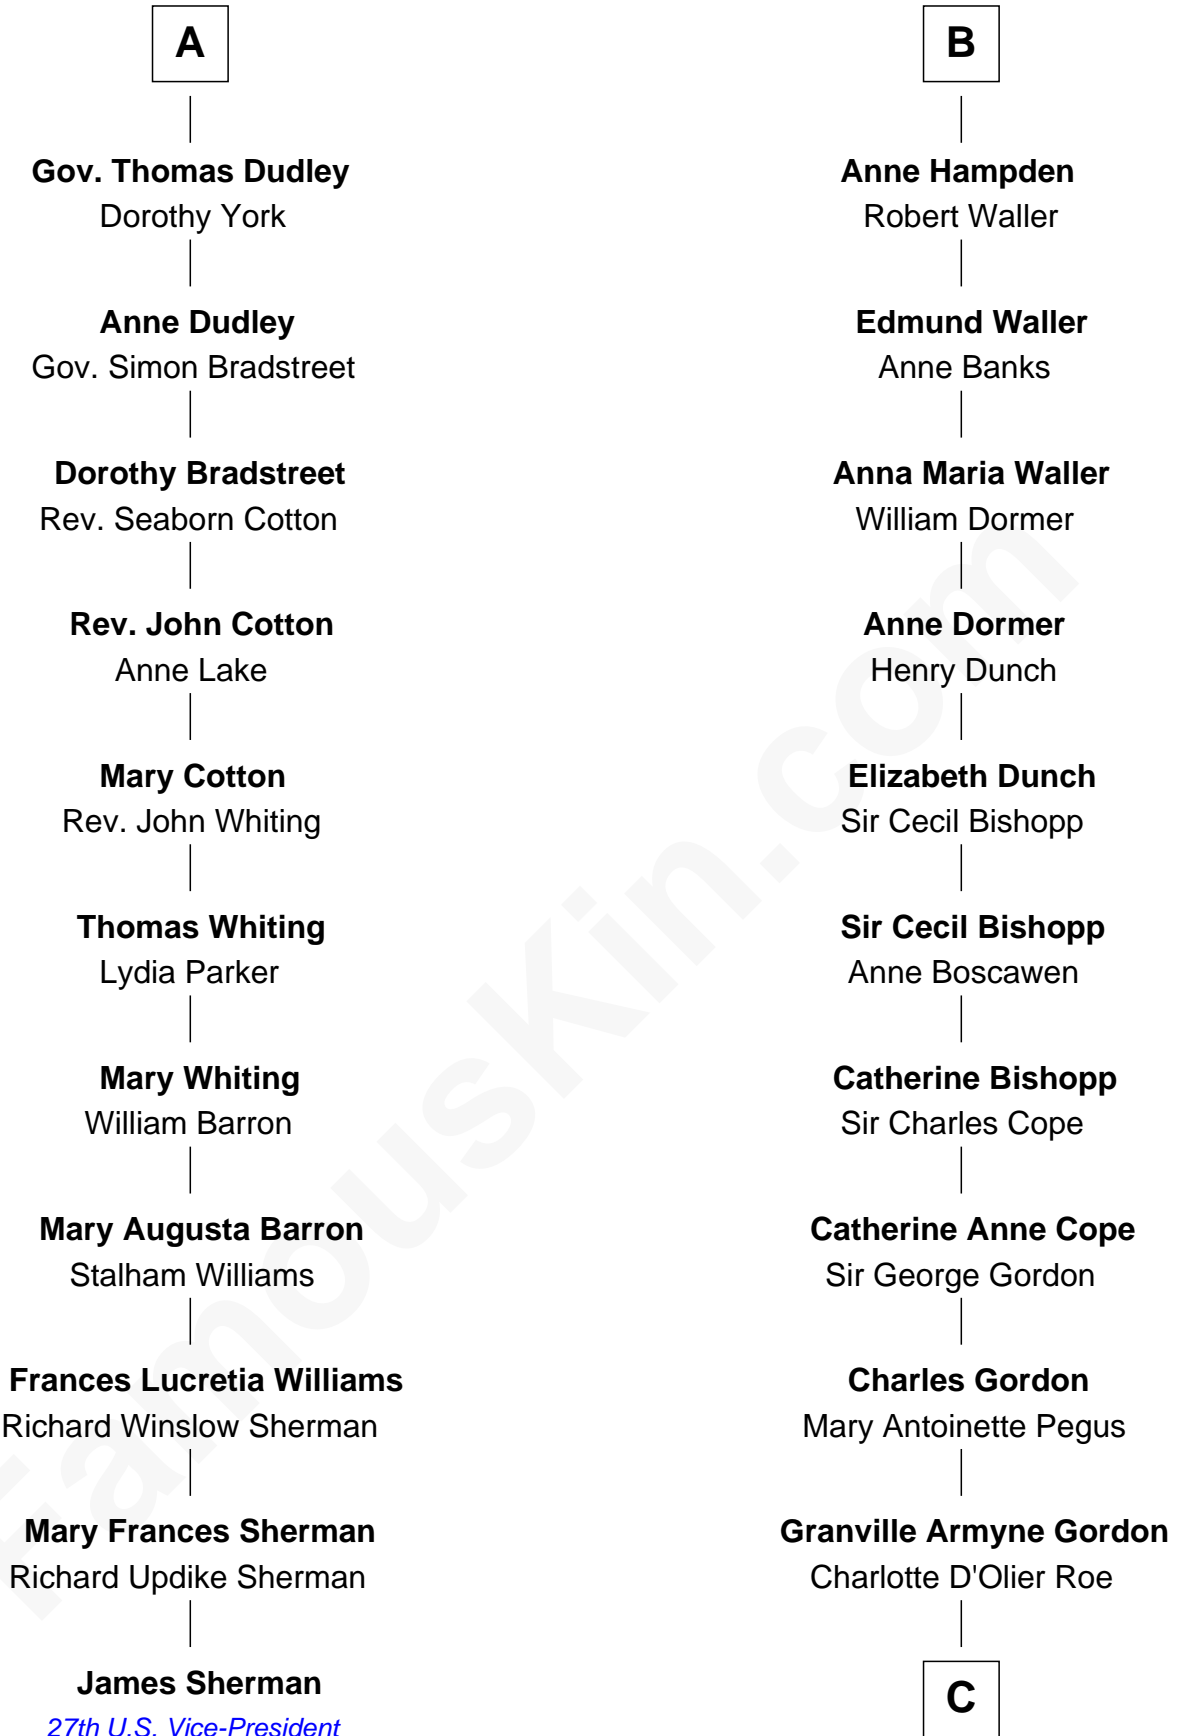 A
Gov. Thomas Dudley
Dorothy York
Anne Dudley
Gov. Simon Bradstreet
Dorothy Bradstreet
Rev. Seaborn Cotton
Rev. John Cotton
Anne Lake
Mary Cotton
Rev. John Whiting
Thomas Whiting
Lydia Parker
Mary Whiting
William Barron
Mary Augusta Barron
Stalham Williams
Frances Lucretia Williams
Richard Winslow Sherman
Mary Frances Sherman
Richard Updike Sherman
James Sherman
27th U.S. Vice-President
B
Anne Hampden
Robert Waller
Edmund Waller
Anne Banks
Anna Maria Waller
William Dormer
Anne Dormer
Henry Dunch
Elizabeth Dunch
Sir Cecil Bishopp
Sir Cecil Bishopp
Anne Boscawen
Catherine Bishopp
Sir Charles Cope
Catherine Anne Cope
Sir George Gordon
Charles Gordon
Mary Antoinette Pegus
Granville Armyne Gordon
Charlotte D'Olier Roe
C
FamousKin.com